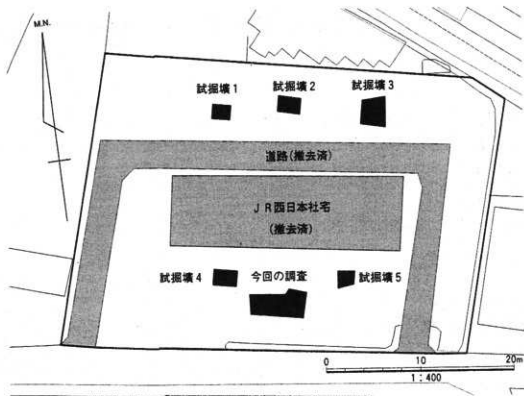 M.N.
試掘壙1
試掘壙2
試掘壙3
道路(撤去済)
JR西日本社宅
(撤去済)
試掘壙4
今回の調査
試掘壙5
0 10 20m
1:400